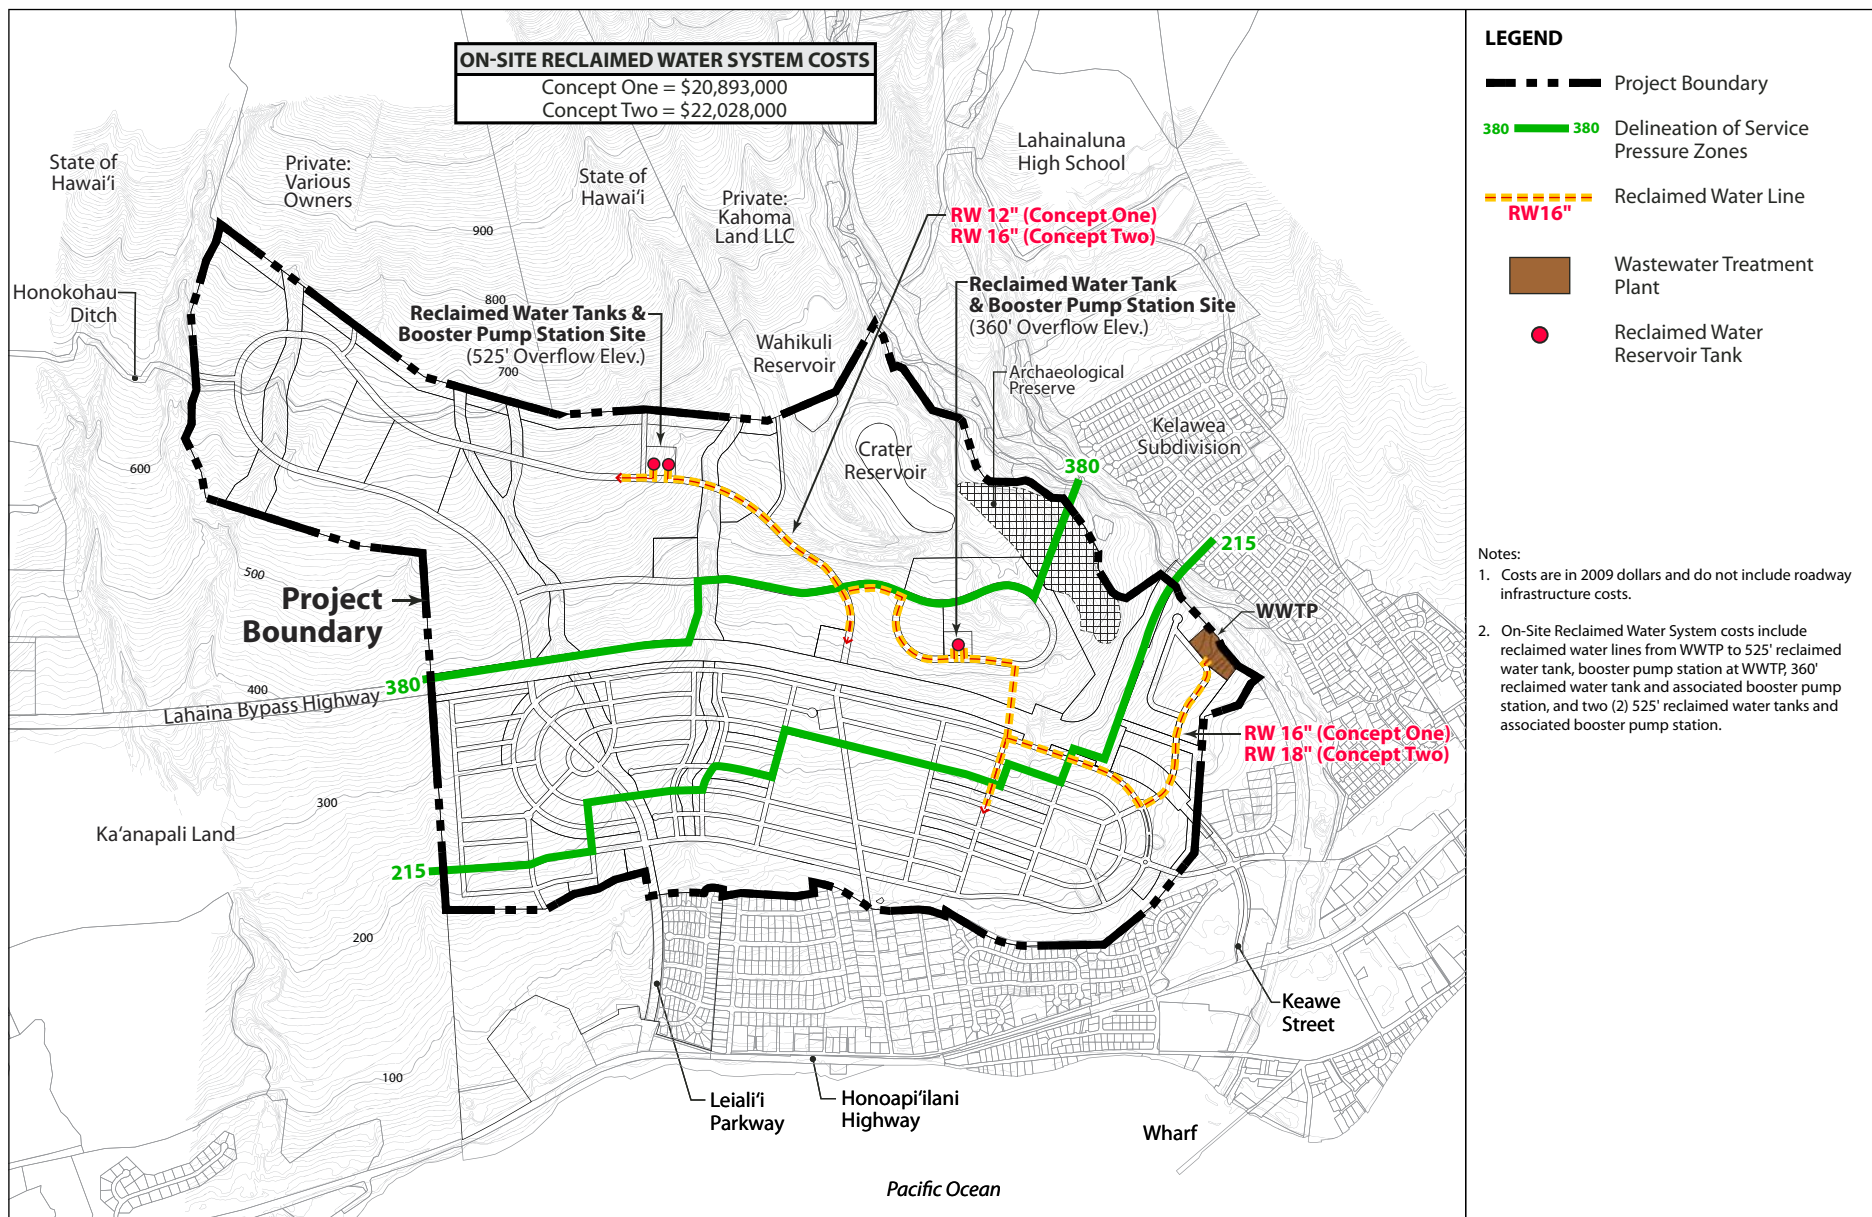 ON-SITE RECLAIMED WATER SYSTEM COSTS
Concept One = $20,893,000
Concept Two = $22,028,000
State of
Hawai‘i
Private:
Various
Owners
State of
Hawai‘i
Private:
Kahoma
Land LLC
Lahainaluna
High School
RW 12" (Concept One)
RW 16" (Concept Two)
900
800
700
600
500
400
300
200
100
Honokohau
Ditch
Reclaimed Water Tanks &
Booster Pump Station Site
(525' Overflow Elev.)
Reclaimed Water Tank
& Booster Pump Station Site
(360' Overflow Elev.)
Wahikuli
Reservoir
Archaeological
Preserve
Crater
Reservoir
Kelawea
Subdivision
380
215
Project
Boundary
WWTP
380
Lahaina Bypass Highway
RW 16" (Concept One)
RW 18" (Concept Two)
Ka‘anapali Land
215
Keawe
Street
Leiali‘i
Parkway
Honoapi‘ilani
Highway
Wharf
Pacific Ocean
LEGEND
Project Boundary
380 380 Delineation of Service
Pressure Zones
Reclaimed Water Line
RW16"
Wastewater Treatment
Plant
Reclaimed Water
Reservoir Tank
Notes:
1. Costs are in 2009 dollars and do not include roadway
infrastructure costs.
2. On-Site Reclaimed Water System costs include
reclaimed water lines from WWTP to 525' reclaimed
water tank, booster pump station at WWTP, 360'
reclaimed water tank and associated booster pump
station, and two (2) 525' reclaimed water tanks and
associated booster pump station.